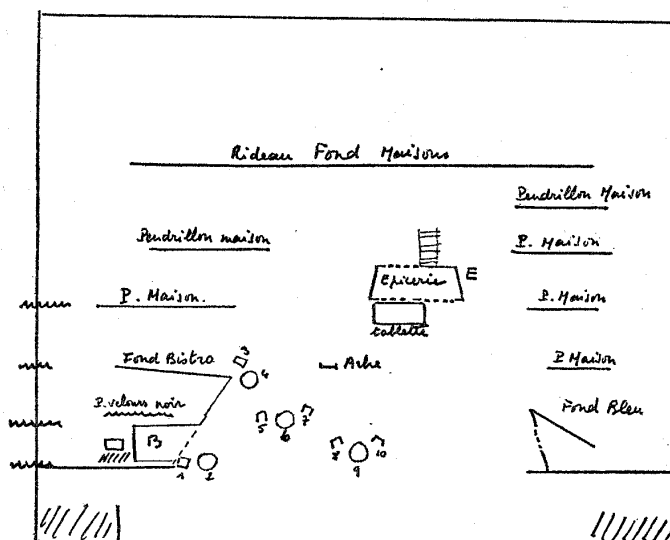 Rideau Fond Maisons
Pendrillon Maison
Pendrillon maison
P. Maison
Epicerie
E
P. Maison.
P. Maison
tablette
Fond Bistro
3
4
P Maison
P. velours noir
Fond Bleu
5
6
7
B
8
9
10
1
2